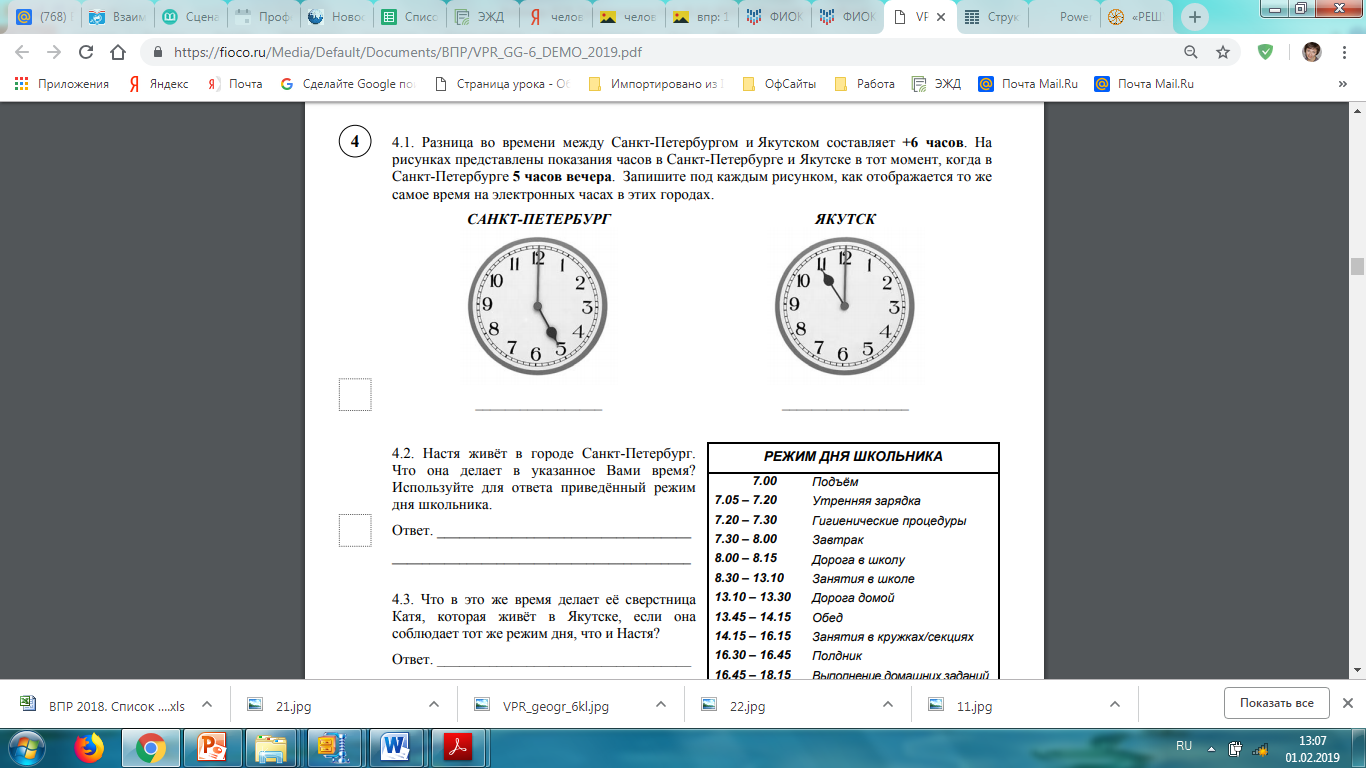 (768) Взаим Сцена Проф Новос Списо ЭЖД челов челов впр: 1 ФИОК ФИОК VP Струк Power «РЕШ
https://fioco.ru/Media/Default/Documents/ВПР/VPR_GG-6_DEMO_2019.pdf
Приложения Яндекс Почта Сделайте Google по Страница урока - Об Импортировано из ОфСайты Работа ЭЖД Почта Mail.Ru Почта Mail.Ru »
4 4.1. Разница во времени между Санкт-Петербургом и Якутском составляет +6 часов. На
рисунках представлены показания часов в Санкт-Петербурге и Якутске в тот момент, когда в
Санкт-Петербурге 5 часов вечера. Запишите под каждым рисунком, как отображается то же
самое время на электронных часах в этих городах.
САНКТ-ПЕТЕРБУРГ ЯКУТСК
12 1 2 3 4 5 6 7 8 9 10 11
12 1 2 3 4 5 6 7 8 9 10 11
4.2. Настя живёт в городе Санкт-Петербург.
Что она делает в указанное Вами время?
Используйте для ответа приведённый режим
дня школьника.
Ответ.
4.3. Что в это же время делает её сверстница
Катя, которая живёт в Якутске, если она
соблюдает тот же режим дня, что и Настя?
Ответ.
РЕЖИМ ДНЯ ШКОЛЬНИКА
7.00 Подъём
7.05 – 7.20 Утренняя зарядка
7.20 – 7.30 Гигиенические процедуры
7.30 – 8.00 Завтрак
8.00 – 8.15 Дорога в школу
8.30 – 13.10 Занятия в школе
13.10 – 13.30 Дорога домой
13.45 – 14.15 Обед
14.15 – 16.15 Занятия в кружках/секциях
16.30 – 16.45 Полдник
16.45 – 18.15 Выполнение домашних заданий
ВПР 2018. Список ....xls 21.jpg VPR_geogr_6kl.jpg 22.jpg 11.jpg Показать все
RU 13:07
01.02.2019